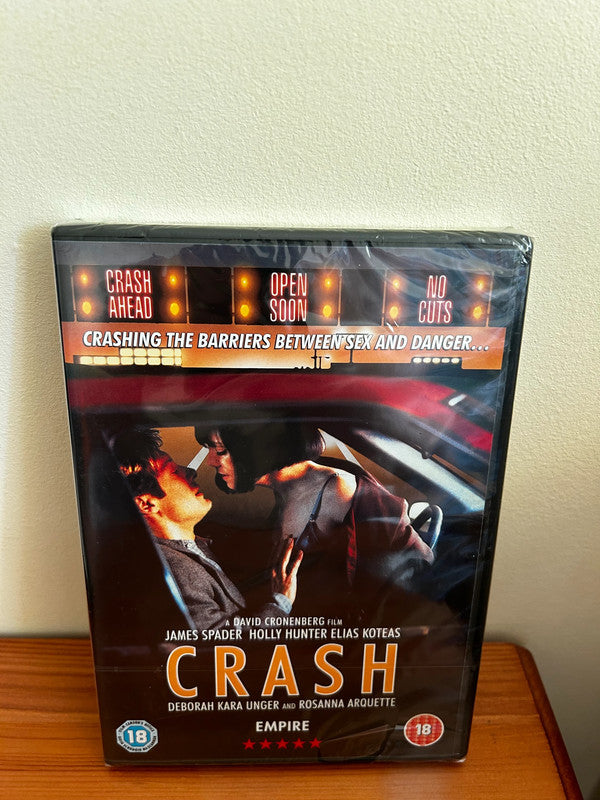 CRASH AHEAD
OPEN SOON
NO CUTS
CRASHING THE BARRIERS BETWEEN SEX AND DANGER...
A DAVID CRONENBERG FILM
JAMES SPADER HOLLY HUNTER ELIAS KOTEAS
CRASH
DEBORAH KARA UNGER AND ROSANNA ARQUETTE
EMPIRE
★★★★★
18
18